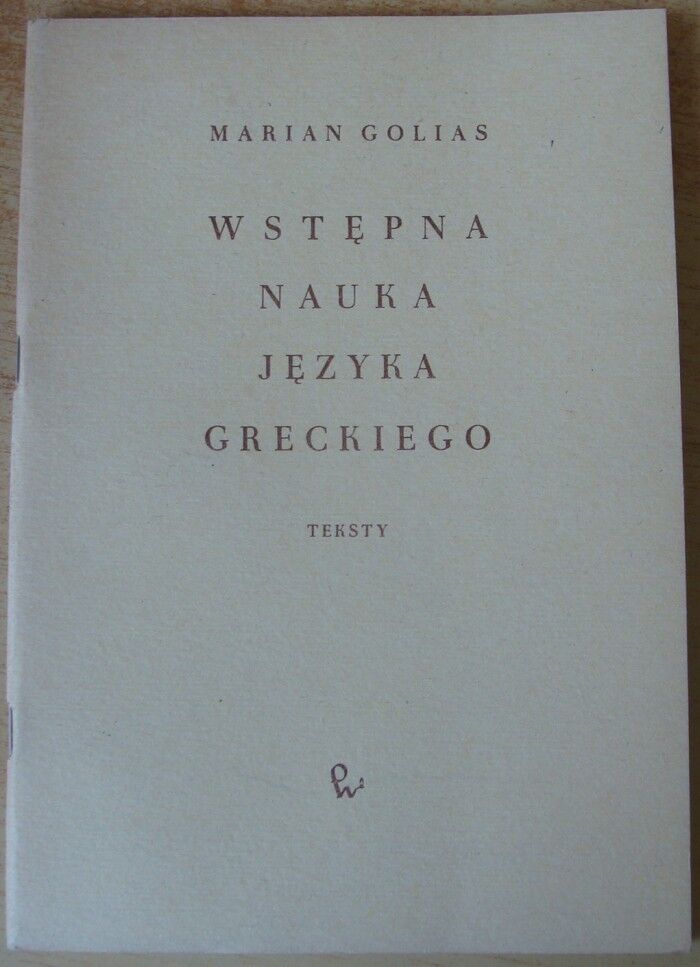 MARIAN GOLIAS
WSTĘPNA
NAUKA
JĘZYKA
GRECKIEGO
TEKSTY